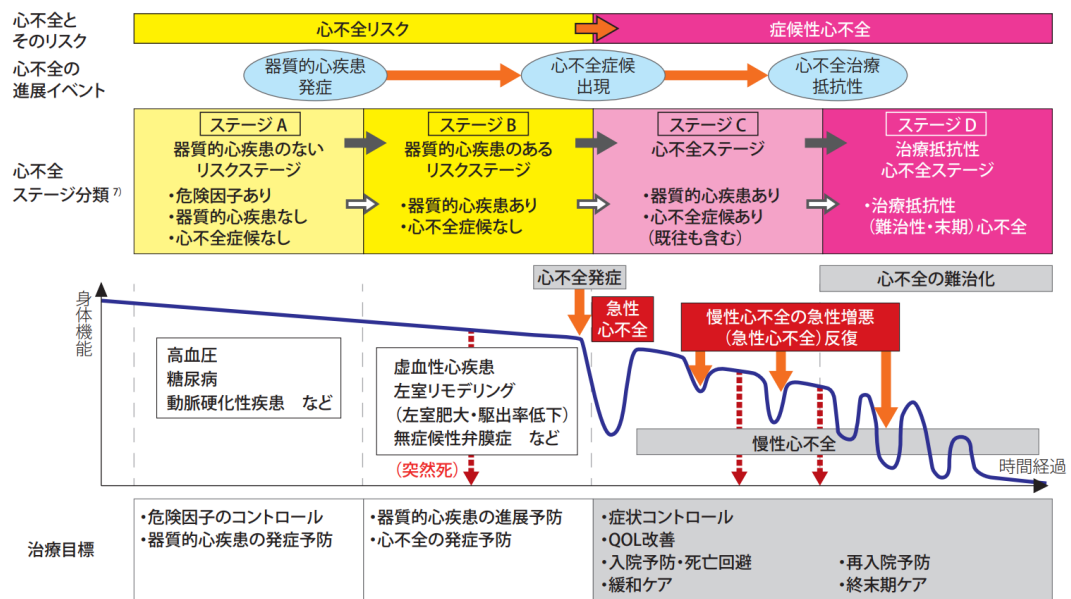 心不全と
そのリスク
心不全リスク
症候性心不全
心不全の
進展イベント
器質的心疾患
発症
心不全症候
出現
心不全治療
抵抗性
心不全
ステージ分類 7)
ステージA
器質的心疾患のない
リスクステージ
・危険因子あり
・器質的心疾患なし
・心不全症候なし
ステージB
器質的心疾患のある
リスクステージ
・器質的心疾患あり
・心不全症候なし
ステージC
心不全ステージ
・器質的心疾患あり
・心不全症候あり
(既往も含む)
ステージD
治療抵抗性
心不全ステージ
・治療抵抗性
(難治性・末期)心不全
身体機能
心不全発症
心不全の難治化
急性
心不全
慢性心不全の急性増悪
(急性心不全)反復
高血圧
糖尿病
動脈硬化性疾患 など
虚血性心疾患
左室リモデリング
(左室肥大・駆出率低下)
無症候性弁膜症 など
(突然死)
慢性心不全
時間経過
治療目標
・危険因子のコントロール
・器質的心疾患の発症予防
・器質的心疾患の進展予防
・心不全の発症予防
・症状コントロール
・QOL改善
・入院予防・死亡回避
・緩和ケア
・再入院予防
・終末期ケア